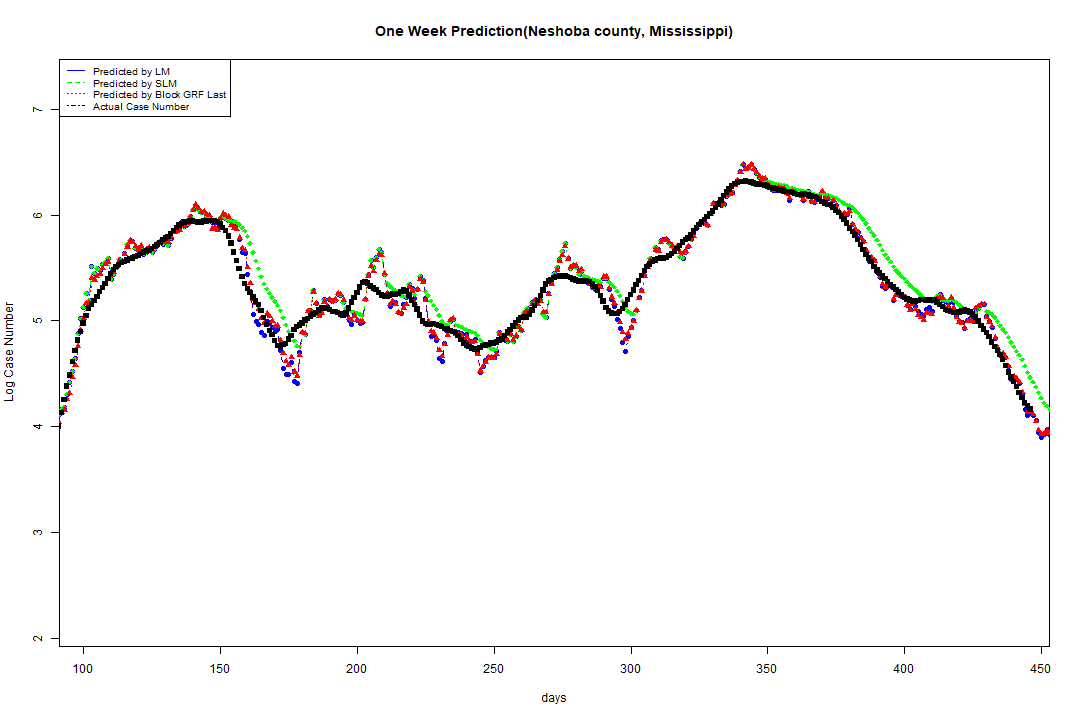 One Week Prediction(Neshoba county, Mississippi)
Predicted by LM
Predicted by SLM
Predicted by Block GRF Last
Actual Case Number
Log Case Number
7
6
5
4
3
2
100 150 200 250 300 350 400 450
days